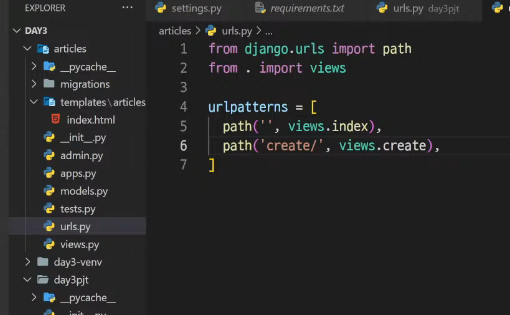 EXPLORER
settings.py
requirements.txt
urls.py day3pjt
DAY3
articles
__pycache__
migrations
templates\articles
index.html
__init__.py
admin.py
apps.py
models.py
tests.py
urls.py
views.py
day3-venv
day3pjt
__pycache__
__init__.py
articles > urls.py > ...
1 from django.urls import path
2 from . import views
3
4 urlpatterns = [
5 path('', views.index),
6 path('create/', views.create),
7 ]